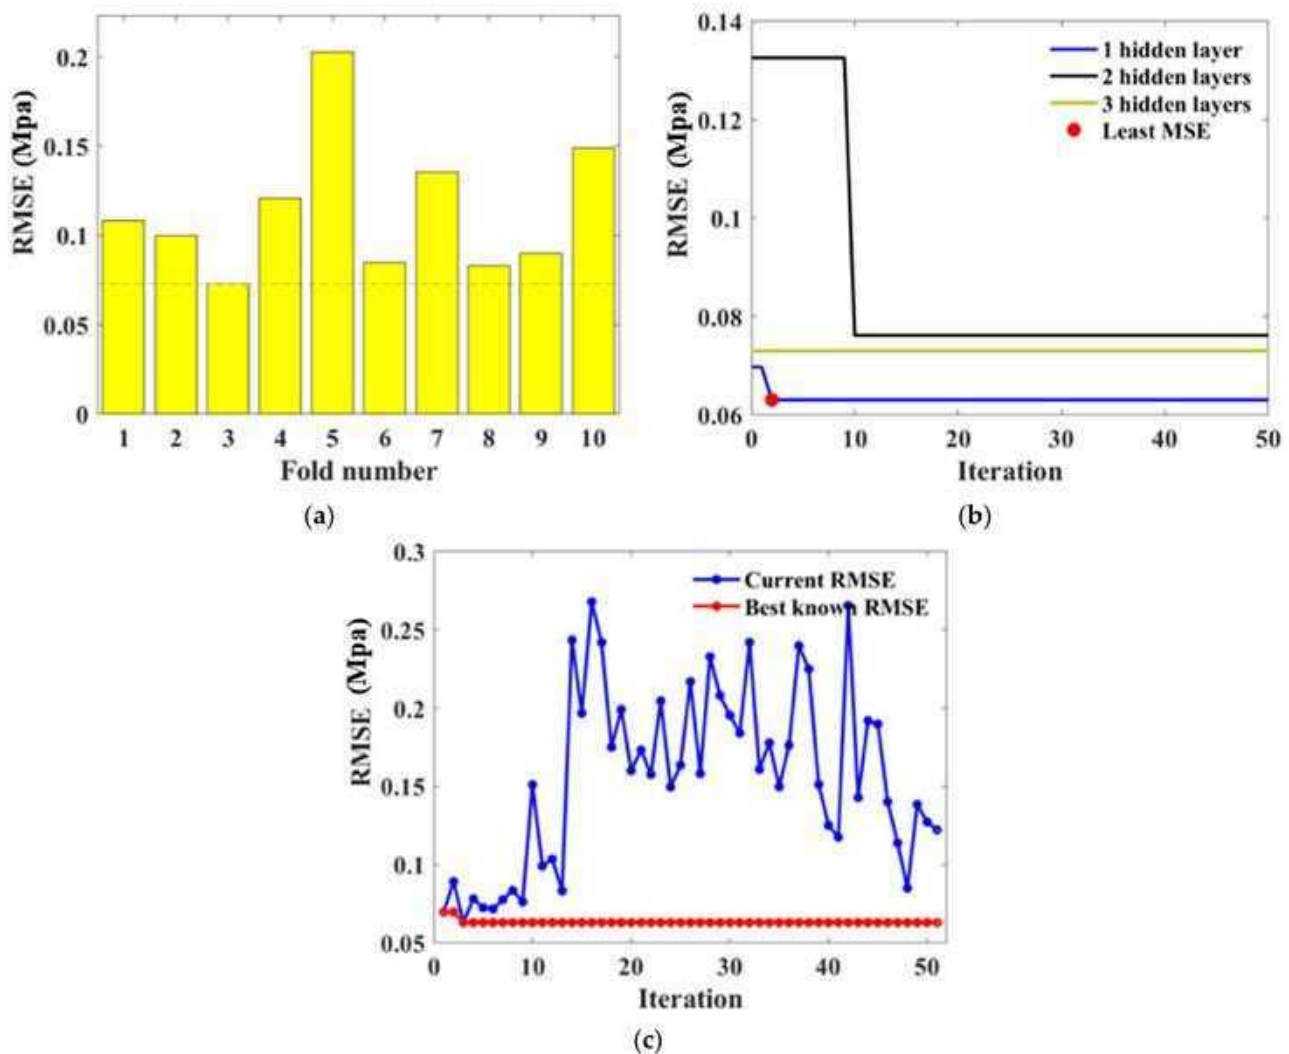 RMSE (Mpa)
0.2
0.15
0.1
0.05
0
1 2 3 4 5 6 7 8 9 10
Fold number
(a)
RMSE (Mpa)
0.14
0.12
0.1
0.08
0.06
1 hidden layer
2 hidden layers
3 hidden layers
Least MSE
0 10 20 30 40 50
Iteration
(b)
RMSE (Mpa)
0.3
0.25
0.2
0.15
0.1
0.05
Current RMSE
Best known RMSE
0 10 20 30 40 50
Iteration
(c)